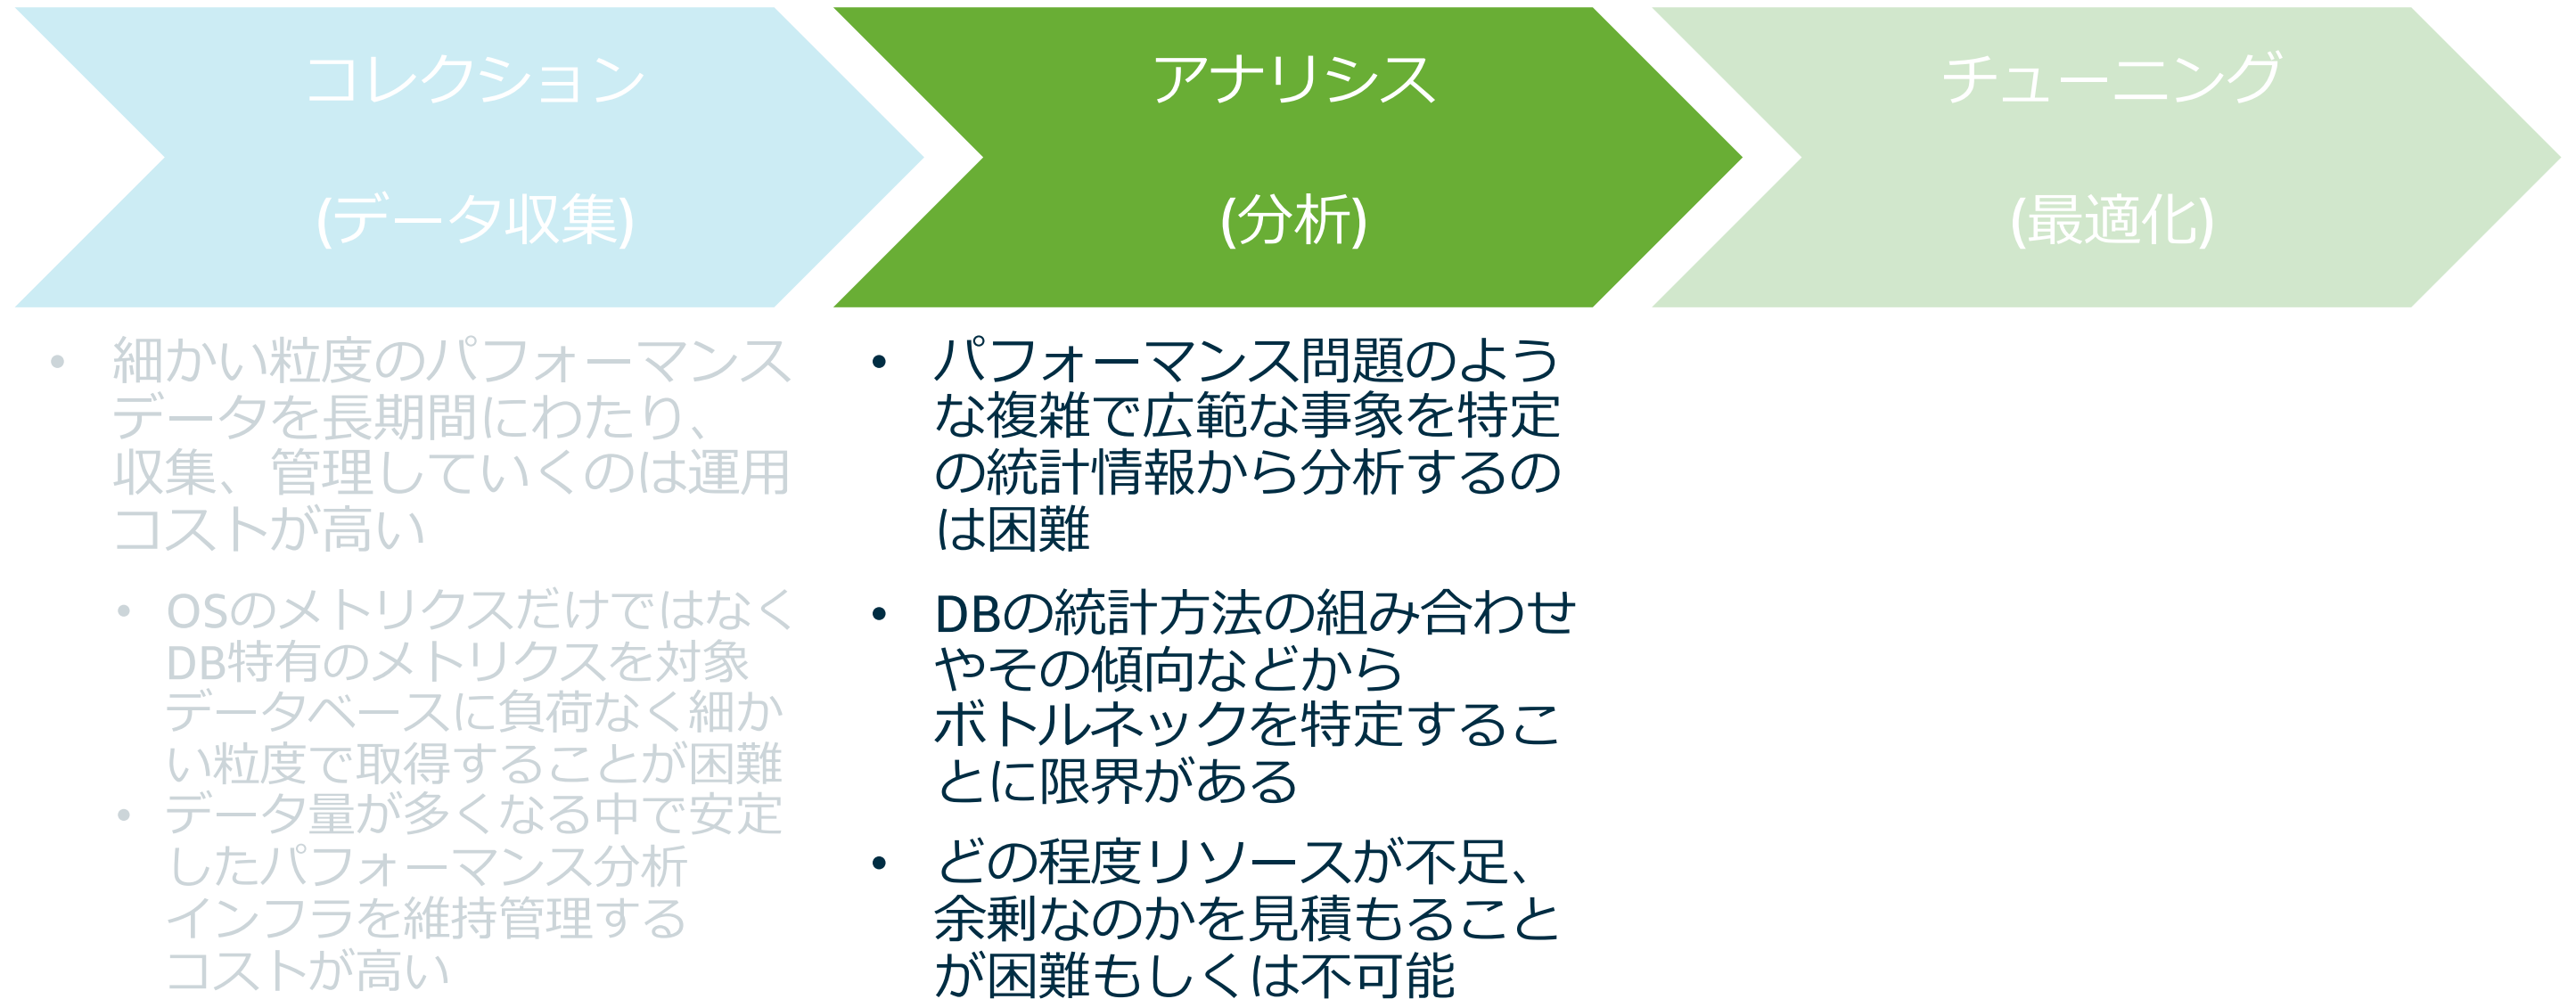 コレクション
(データ収集)
アナリシス
(分析)
チューニング
(最適化)
• 細かい粒度のパフォーマンス
データを長期間にわたり、
収集、管理していくのは運用
コストが高い
• OSのメトリクスだけではなく
DB特有のメトリクスを対象
データベースに負荷なく細か
い粒度で取得することが困難
• データ量が多くなる中で安定
したパフォーマンス分析
インフラを維持管理する
コストが高い
• パフォーマンス問題のよう
な複雑で広範な事象を特定
の統計情報から分析するの
は困難
• DBの統計方法の組み合わせ
やその傾向などから
ボトルネックを特定するこ
とに限界がある
• どの程度リソースが不足、
余剰なのかを見積もること
が困難もしくは不可能